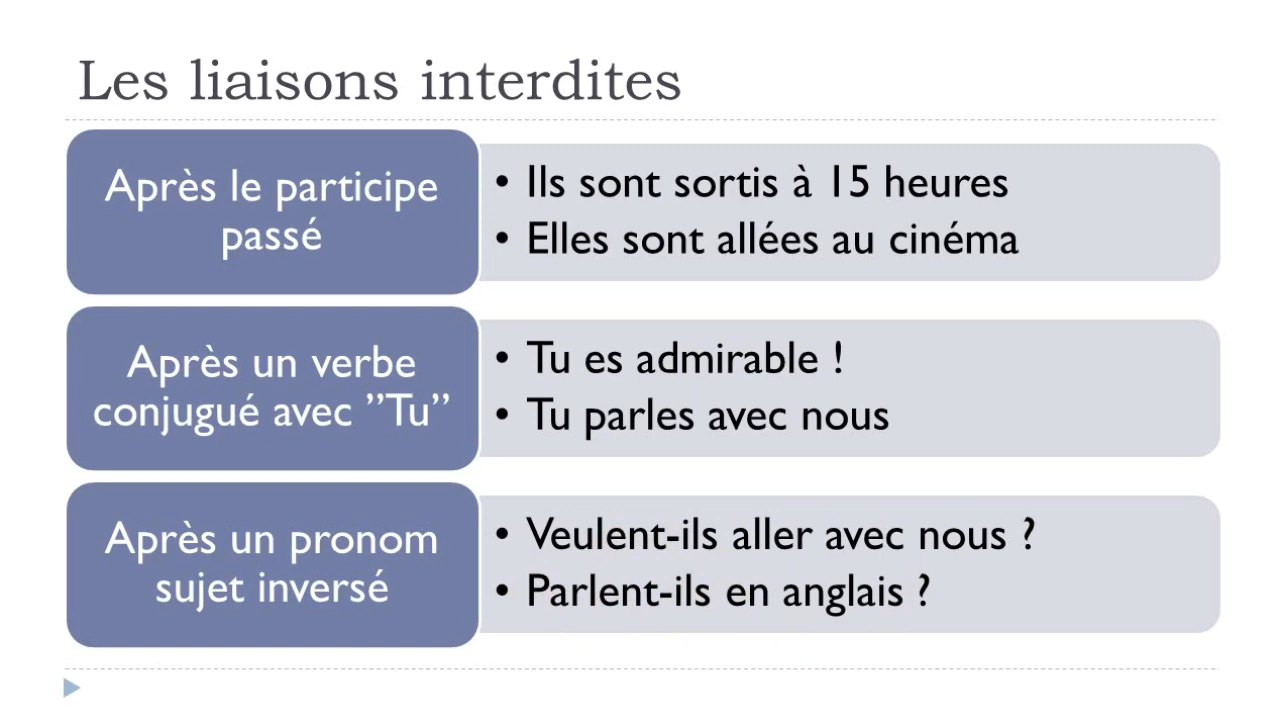 Les liaisons interdites
Après le participe
passé
• Ils sont sortis à 15 heures
• Elles sont allées au cinéma
Après un verbe
conjugué avec ”Tu”
• Tu es admirable !
• Tu parles avec nous
Après un pronom
sujet inversé
• Veulent-ils aller avec nous ?
• Parlent-ils en anglais ?